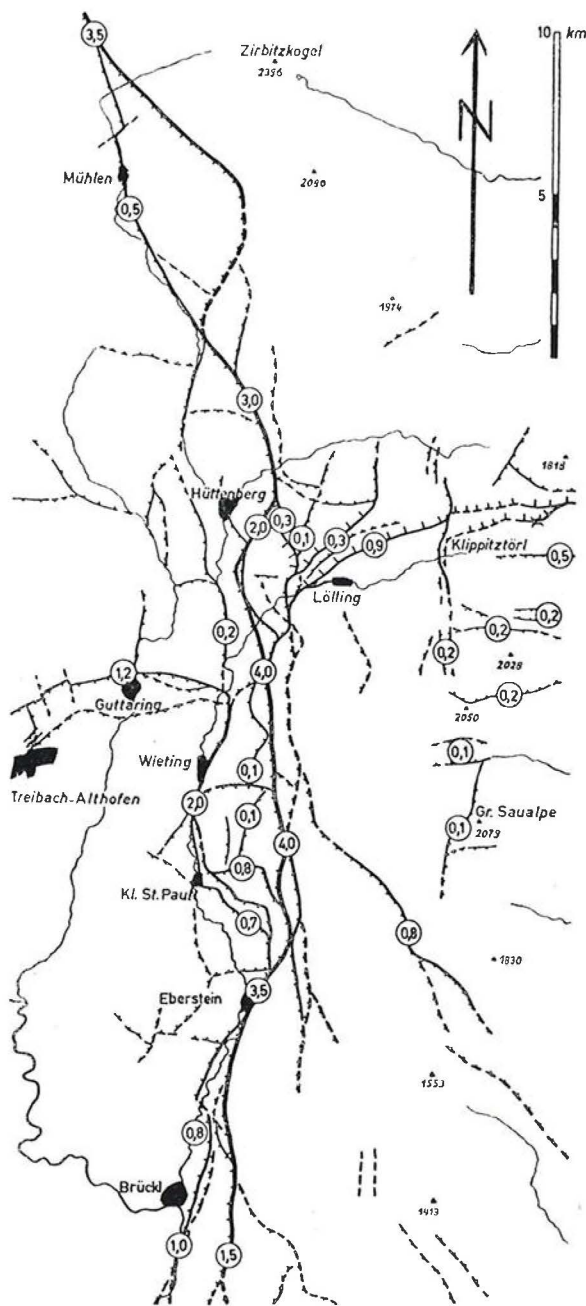 3,5
Zirbitzkogel
2396
10 km
N
Mühlen
2090
5
0,5
1974
3,0
1818
Hüttenberg
2,0
0,3
0,1
0,3
0,9
Klippitztörl
0,5
Lölling
0,2
0,2
0,2
0,2
2028
1,2
4,0
Guttaring
0,2
2050
Wieting
0,1
0,1
Treibach-Althofen
2,0
0,1
Gr. Saualpe
0,1
2079
4,0
0,8
Kl. St. Paul
0,7
0,8
1830
Eberstein
3,5
1553
0,8
Brückl
1413
1,0
1,5